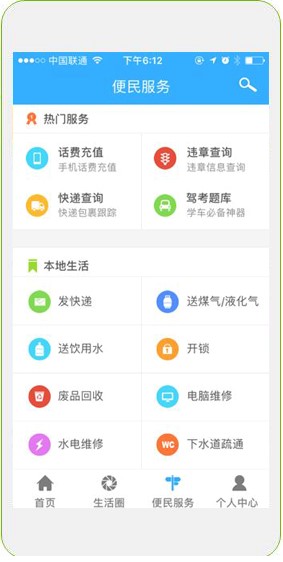 中国联通 下午6:12
便民服务
热门服务
话费充值 违章查询
手机话费充值 违章信息查询
快递查询 驾考题库
快递包裹跟踪 学车必备神器
本地生活
发快递 送煤气/液化气
送饮用水 开锁
废品回收 电脑维修
水电维修 WC 下水道疏通
首页 生活圈 便民服务 个人中心